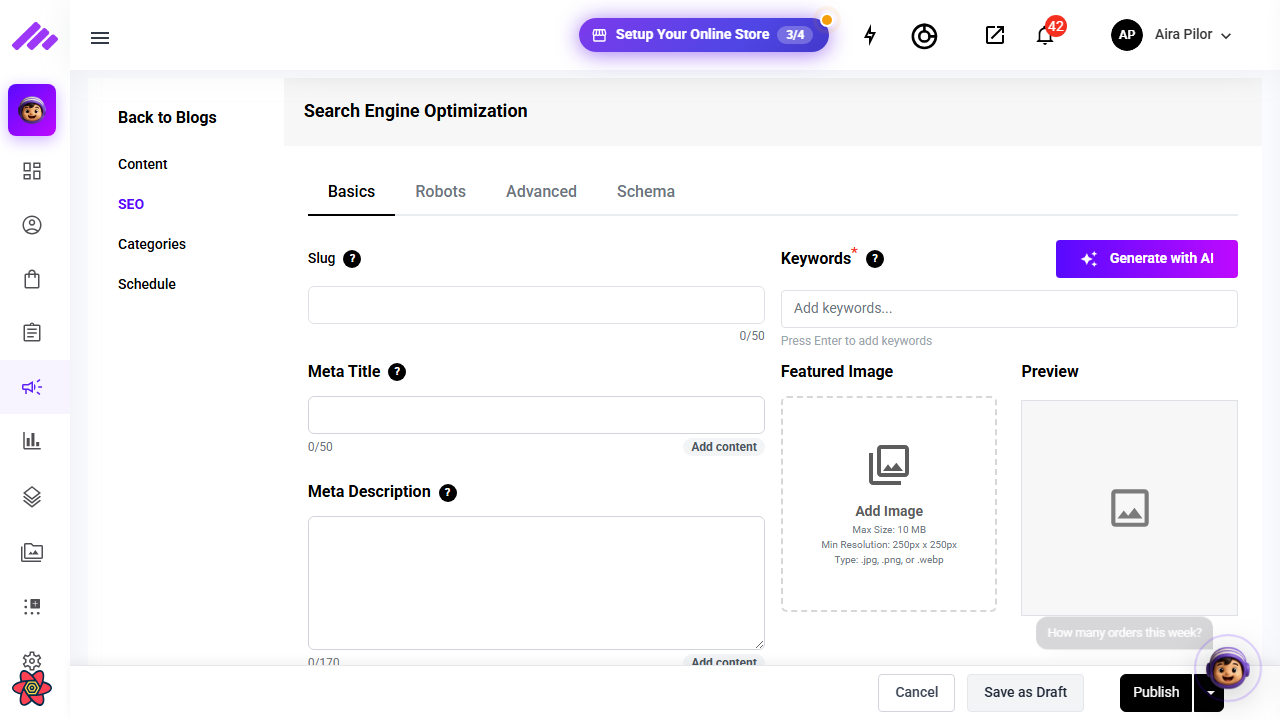 Setup Your Online Store 3/4
42
AP Aira Pilor
Back to Blogs
Content
SEO
Categories
Schedule
Search Engine Optimization
Basics Robots Advanced Schema
Slug ?
0/50
Meta Title ?
0/50 Add content
Meta Description ?
0/170 Add content
Keywords* ?
Generate with AI
Add keywords...
Press Enter to add keywords
Featured Image
Add Image
Max Size: 10 MB
Min Resolution: 250px x 250px
Type: .jpg, .png, or .webp
Preview
How many orders this week?
Cancel Save as Draft Publish